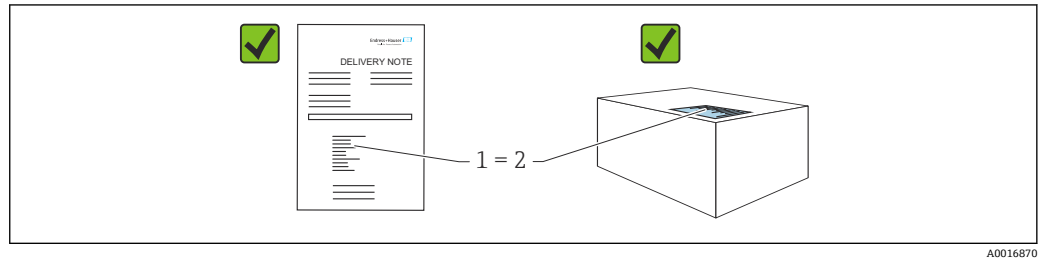 Endress+Hauser
DELIVERY NOTE
1 = 2
A0016870